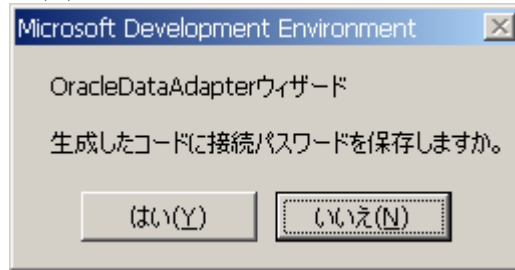 Microsoft Development Environment
OracleDataAdapterウィザード
生成したコードに接続パスワードを保存しますか。
はい(Y) いいえ(N)